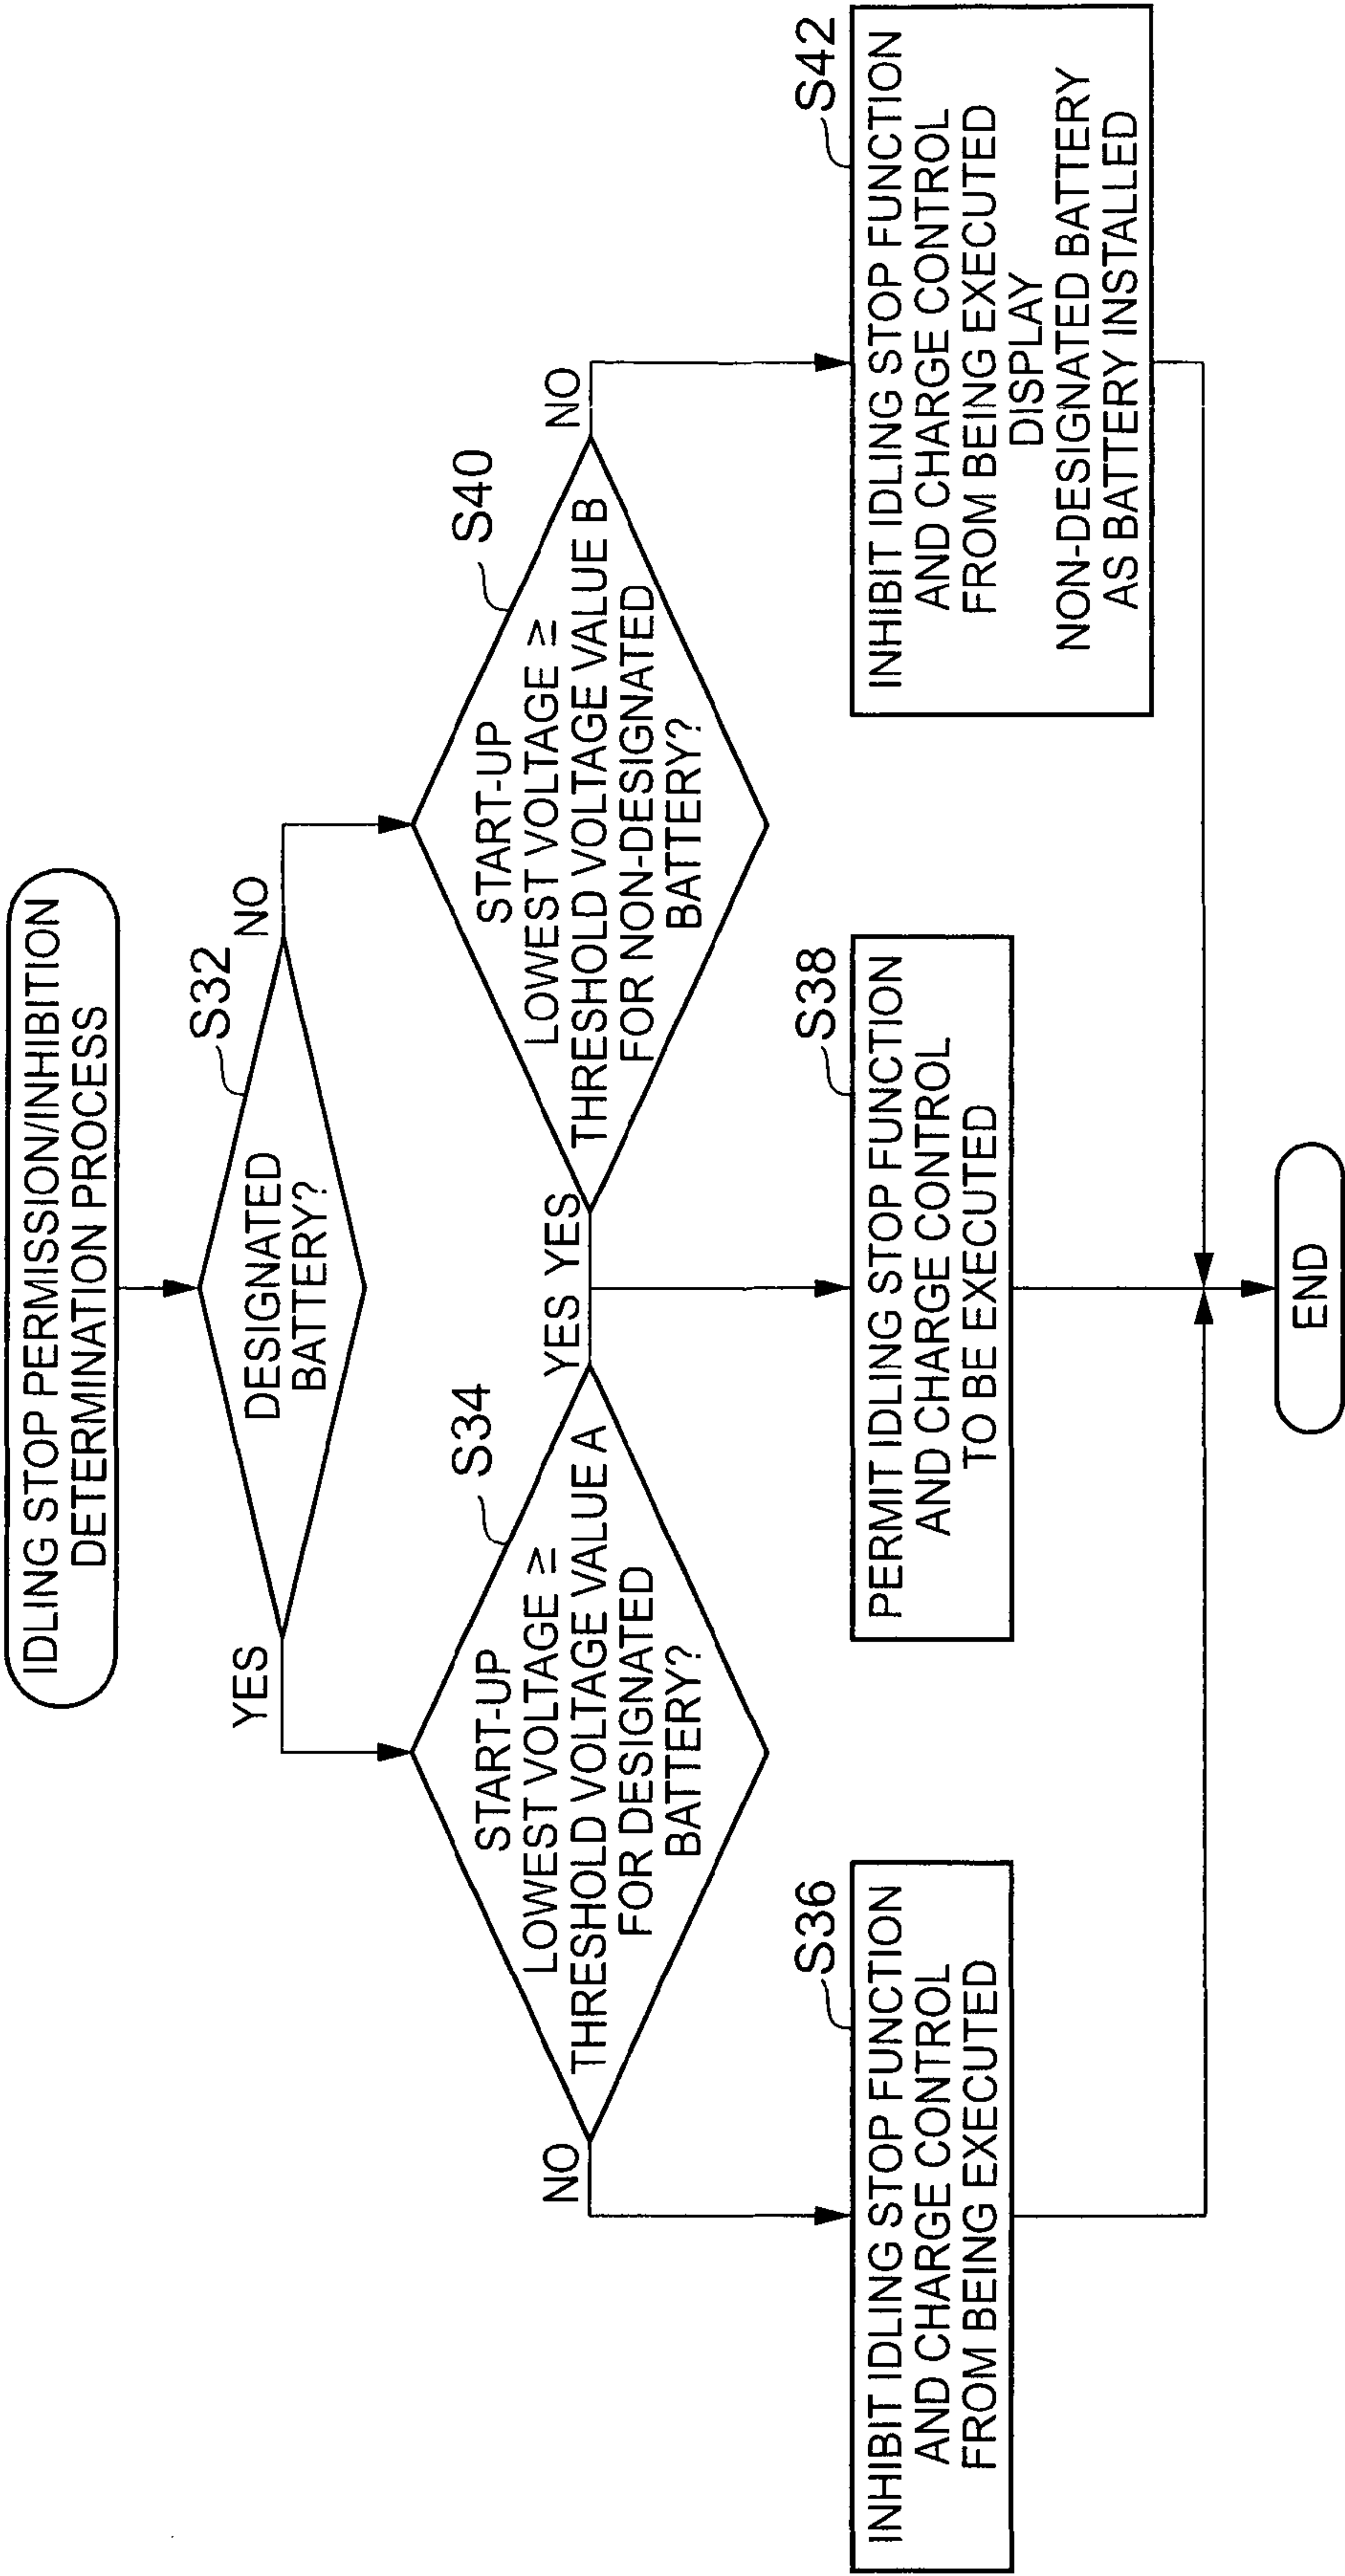 IDLING STOP PERMISSION/INHIBITION
DETERMINATION PROCESS
S32
DESIGNATED
BATTERY?
YES
NO
S34
START-UP
LOWEST VOLTAGE ≥
THRESHOLD VOLTAGE VALUE A
FOR DESIGNATED
BATTERY?
NO
YES
S40
START-UP
LOWEST VOLTAGE ≥
THRESHOLD VOLTAGE VALUE B
FOR NON-DESIGNATED
BATTERY?
YES
NO
S36
INHIBIT IDLING STOP FUNCTION
AND CHARGE CONTROL
FROM BEING EXECUTED
S38
PERMIT IDLING STOP FUNCTION
AND CHARGE CONTROL
TO BE EXECUTED
S42
INHIBIT IDLING STOP FUNCTION
AND CHARGE CONTROL
FROM BEING EXECUTED
DISPLAY
NON-DESIGNATED BATTERY
AS BATTERY INSTALLED
END